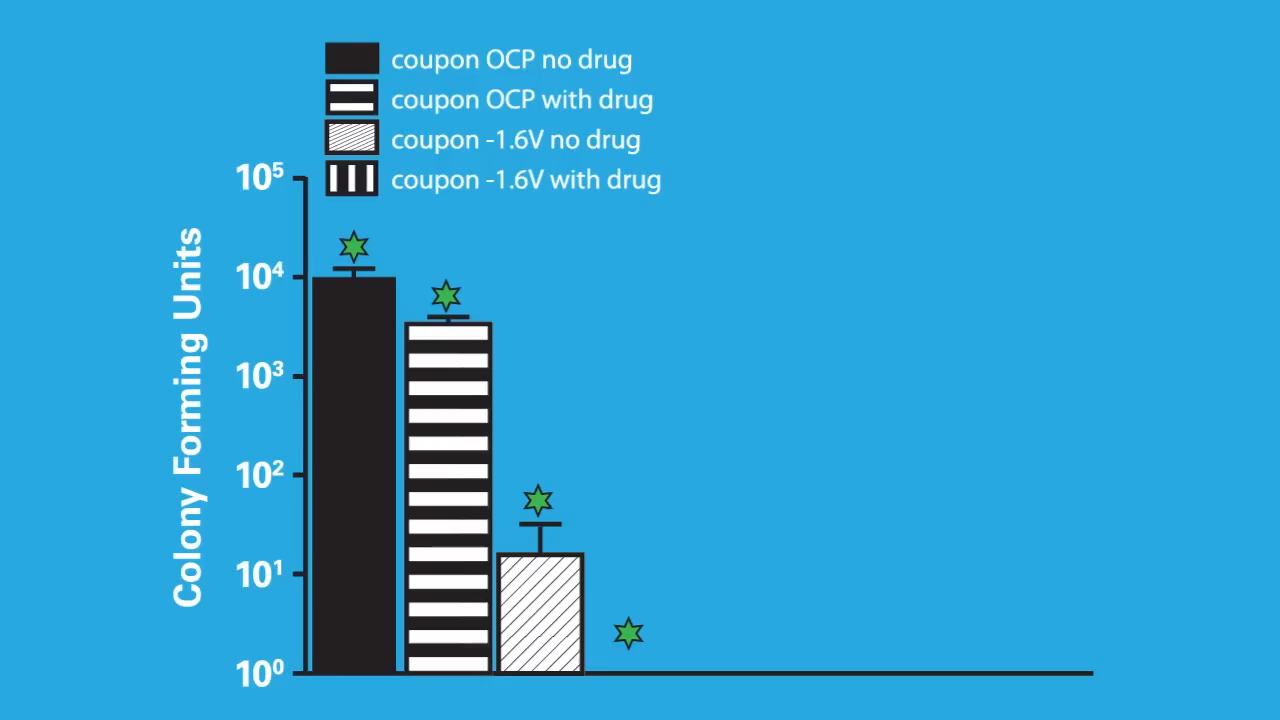 coupon OCP no drug
coupon OCP with drug
coupon -1.6V no drug
coupon -1.6V with drug
10⁵
10⁴
10³
10²
10¹
10⁰
Colony Forming Units